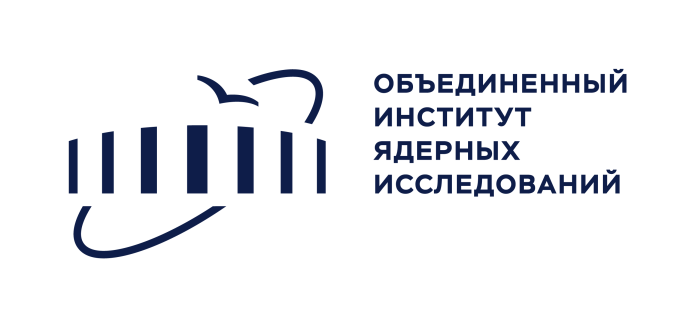 ОБЪЕДИНЕННЫЙ
ИНСТИТУТ
ЯДЕРНЫХ
ИССЛЕДОВАНИЙ